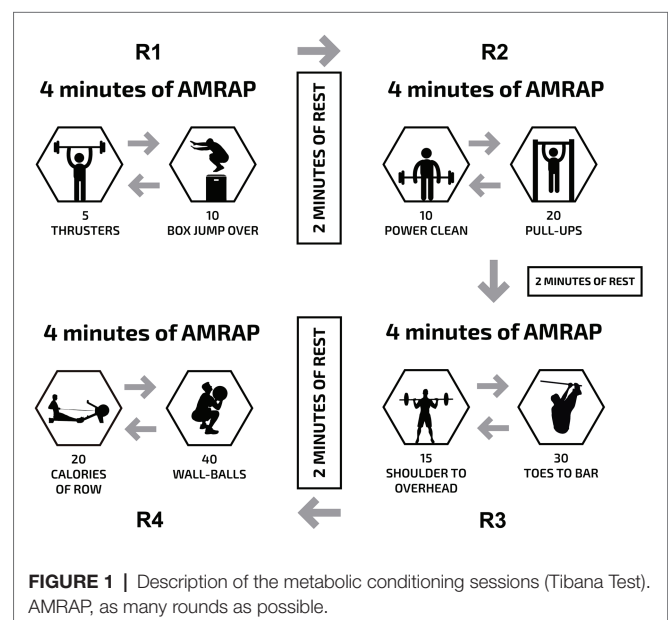 R1
4 minutes of AMRAP
5
THRUSTERS
10
BOX JUMP OVER
2 MINUTES OF REST
R2
4 minutes of AMRAP
10
POWER CLEAN
20
PULL-UPS
2 MINUTES OF REST
4 minutes of AMRAP
15
SHOULDER TO
OVERHEAD
30
TOES TO BAR
R3
2 MINUTES OF REST
4 minutes of AMRAP
20
CALORIES
OF ROW
40
WALL-BALLS
R4
FIGURE 1 | Description of the metabolic conditioning sessions (Tibana Test).
AMRAP, as many rounds as possible.